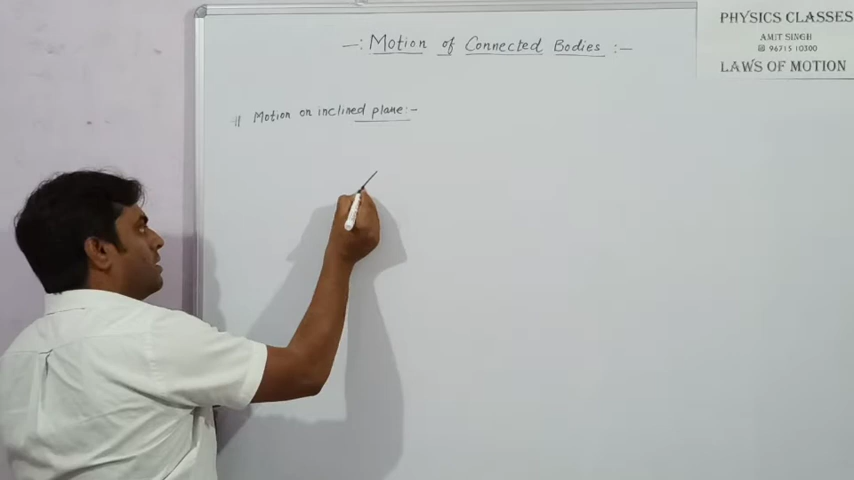 —: Motion of Connected Bodies :—
PHYSICS CLASSES
AMIT SINGH
96715 10300
LAWS OF MOTION
Motion on inclined plane:-